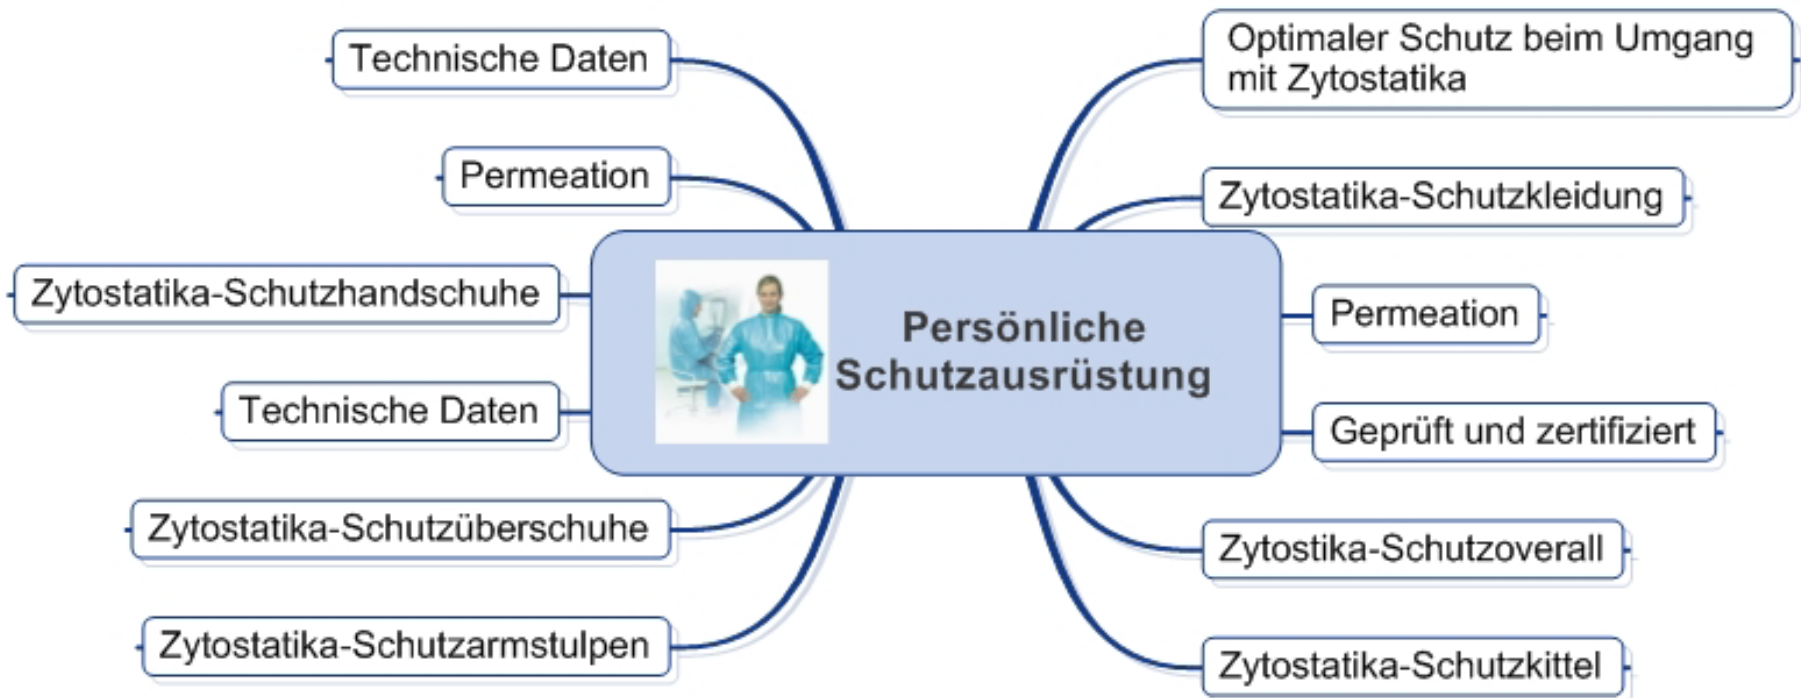 Technische Daten
Permeation
Zytostatika-Schutzhandschuhe
Technische Daten
Zytostatika-Schutzüberschuhe
Zytostatika-Schutzarmstulpen
Persönliche
Schutzausrüstung
Optimaler Schutz beim Umgang
mit Zytostatika
Zytostatika-Schutzkleidung
Permeation
Geprüft und zertifiziert
Zytostika-Schutzoverall
Zytostatika-Schutzkittel